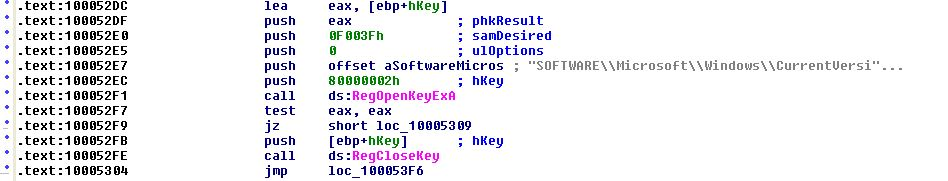 .text:100052DC lea eax, [ebp+hKey]
.text:100052DF push eax ; phkResult
.text:100052E0 push 0F003Fh ; samDesired
.text:100052E5 push 0 ; ulOptions
.text:100052E7 push offset aSoftwareMicros ; "SOFTWARE\\Microsoft\\Windows\\CurrentVersi"...
.text:100052EC push 80000002h ; hKey
.text:100052F1 call ds:RegOpenKeyExA
.text:100052F7 test eax, eax
.text:100052F9 jz short loc_10005309
.text:100052FB push [ebp+hKey] ; hKey
.text:100052FE call ds:RegCloseKey
.text:10005304 jmp loc_100053F6